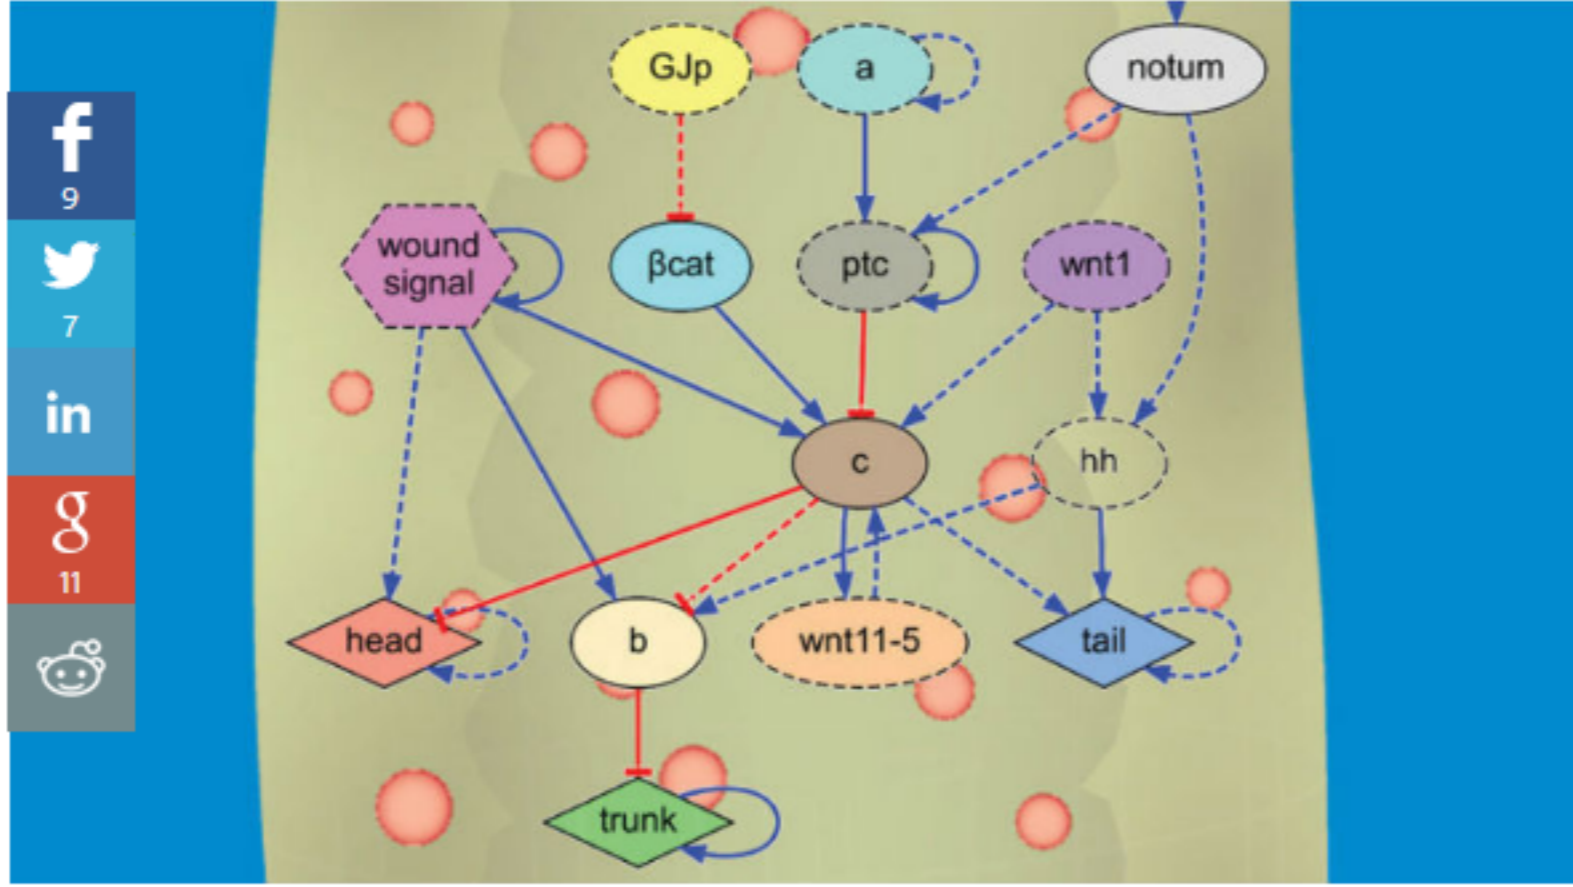 GJp
a
notum
f
9
wound
signal
βcat
ptc
wnt1
7
in
c
hh
g
11
head
b
wnt11-5
tail
trunk